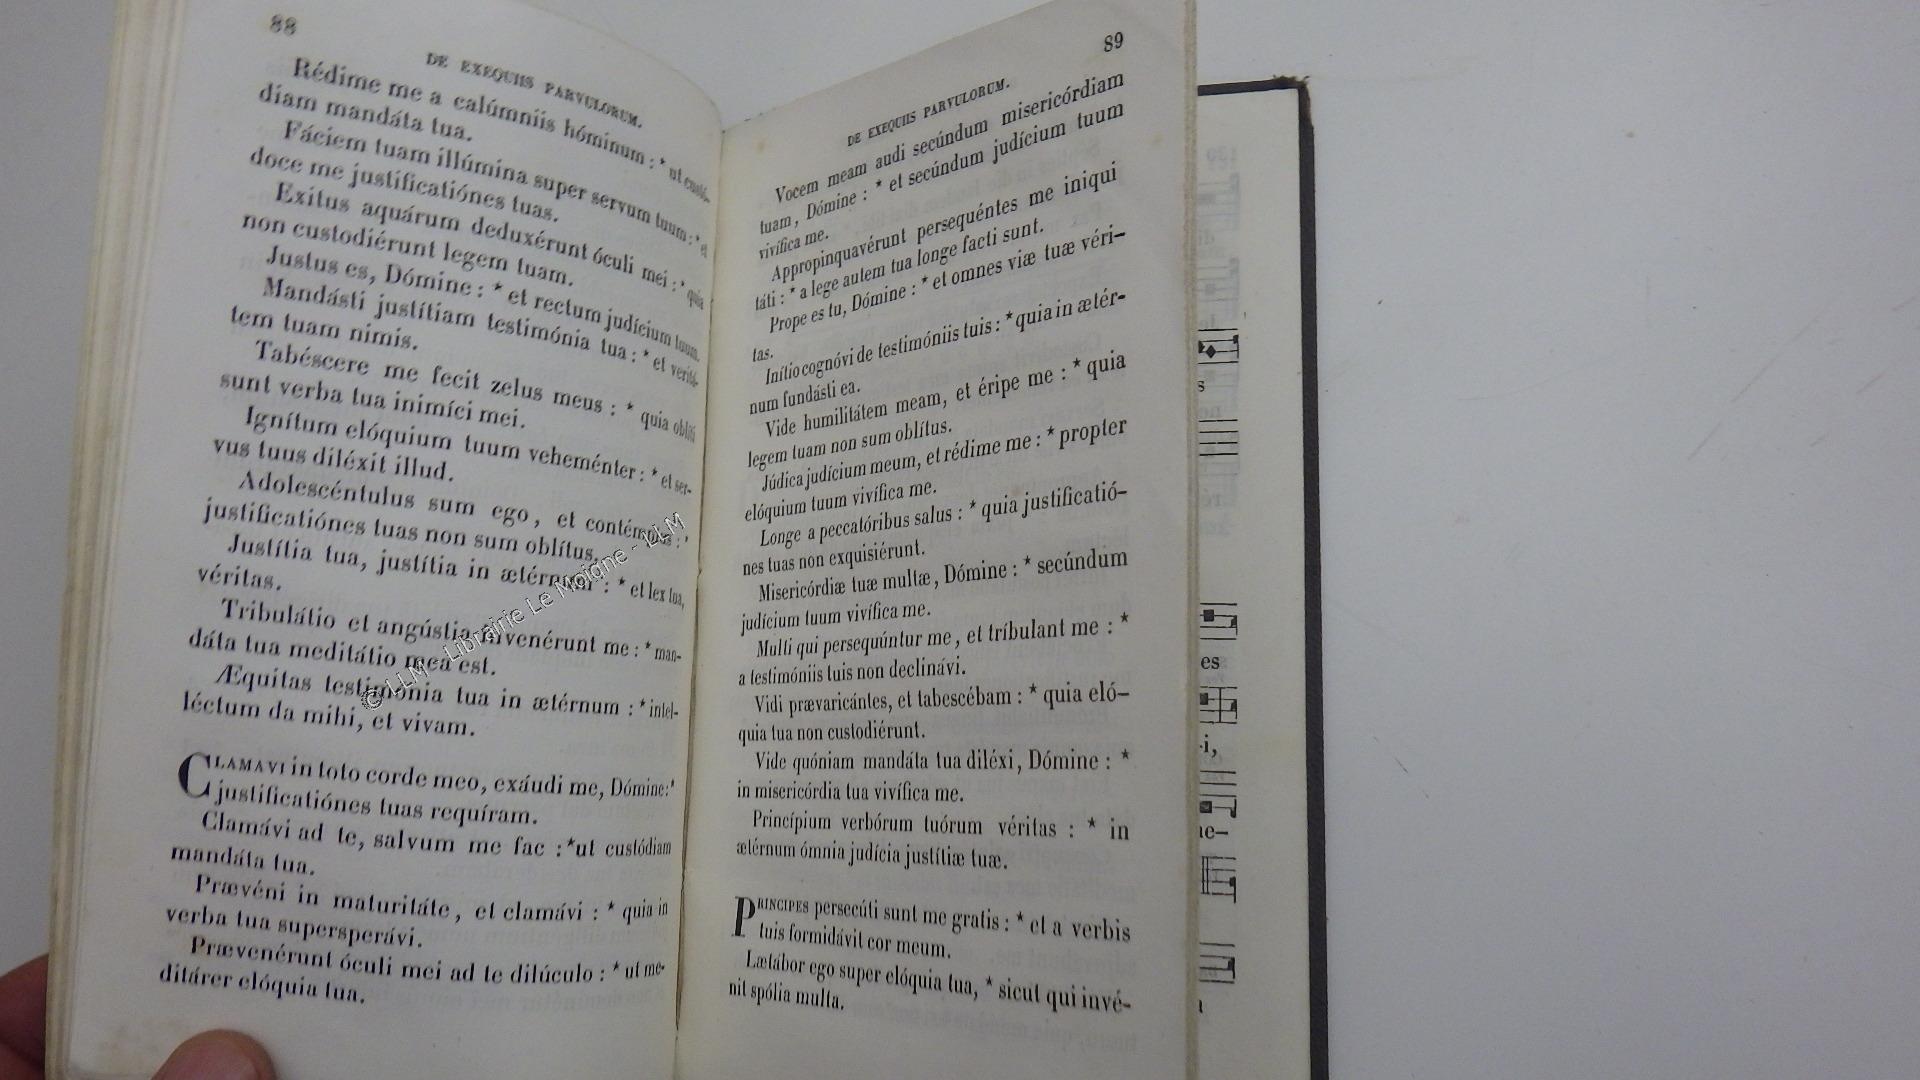 88
DE EXEQUIIS PARVULORUM.
Rédime me a calúmniis hóminum : * ut custó-
diam mandáta tua.
Fáciem tuam illúmina super servum tuum : * et
doce me justificatiónes tuas.
Exitus aquárum deduxérunt óculi mei : * quia
non custodiérunt legem tuam.
Justus es, Dómine : * et rectum judícium tuum.
Mandásti justítiam testimónia tua : * et veritá-
tem tuam nimis.
Tabéscere me fecit zelus meus : * quia oblíti
sunt verba tua inimíci mei.
Ignítum elóquium tuum veheménter : * et ser-
vus tuus diléxit illud.
Adolescéntulus sum ego, et contémptus : *
justificatiónes tuas non sum oblítus.
Justítia tua, justítia in ætérnum : * et lex tua,
véritas.
Tribulátio et angústia invenérunt me : * man-
dáta tua meditátio mea est.
Æquitas testimónia tua in ætérnum : * intel-
léctum da mihi, et vivam.
CLAMAVI in toto corde meo, exáudi me, Dómine: *
justificatiónes tuas requíram.
Clamávi ad te, salvum me fac : * ut custódiam
mandáta tua.
Prævéni in maturitáte, et clamávi : * quia in
verba tua supersperávi.
Prævenérunt óculi mei ad te dilúculo : * ut me-
ditárer elóquia tua.
© LLM - Librairie Le Moigne - LLM
89
DE EXEQUIIS PARVULORUM.
Vocem meam audi secúndum misericórdiam
tuam, Dómine : * et secúndum judícium tuum
vivífica me.
Appropinquavérunt persequéntes me iniqui
táti : * a lege autem tua longe facti sunt.
Prope es tu, Dómine : * et omnes viæ tuæ véri-
tas.
Inítio cognóvi de testimóniis tuis : * quia in ætér-
num fundásti ea.
Vide humilitátem meam, et éripe me : * quia
legem tuam non sum oblítus.
Júdica judícium meum, et rédime me : * propter
elóquium tuum vivífica me.
Longe a peccatóribus salus : * quia justificatió-
nes tuas non exquisiérunt.
Misericórdiæ tuæ multæ, Dómine : * secúndum
judícium tuum vivífica me.
Multi qui persequúntur me, et tríbulant me : *
a testimóniis tuis non declinávi.
Vidi prævaricántes, et tabescébam : * quia eló-
quia tua non custodiérunt.
Vide quóniam mandáta tua diléxi, Dómine : *
in misericórdia tua vivífica me.
Princípium verbórum tuórum véritas : * in
ætérnum ómnia judícia justítiæ tuæ.
PRINCIPES persecúti sunt me gratis : * et a verbis
tuis formidávit cor meum.
Lætábor ego super elóquia tua, * sicut qui invé-
nit spólia multa.
s
es
-i,
ne-